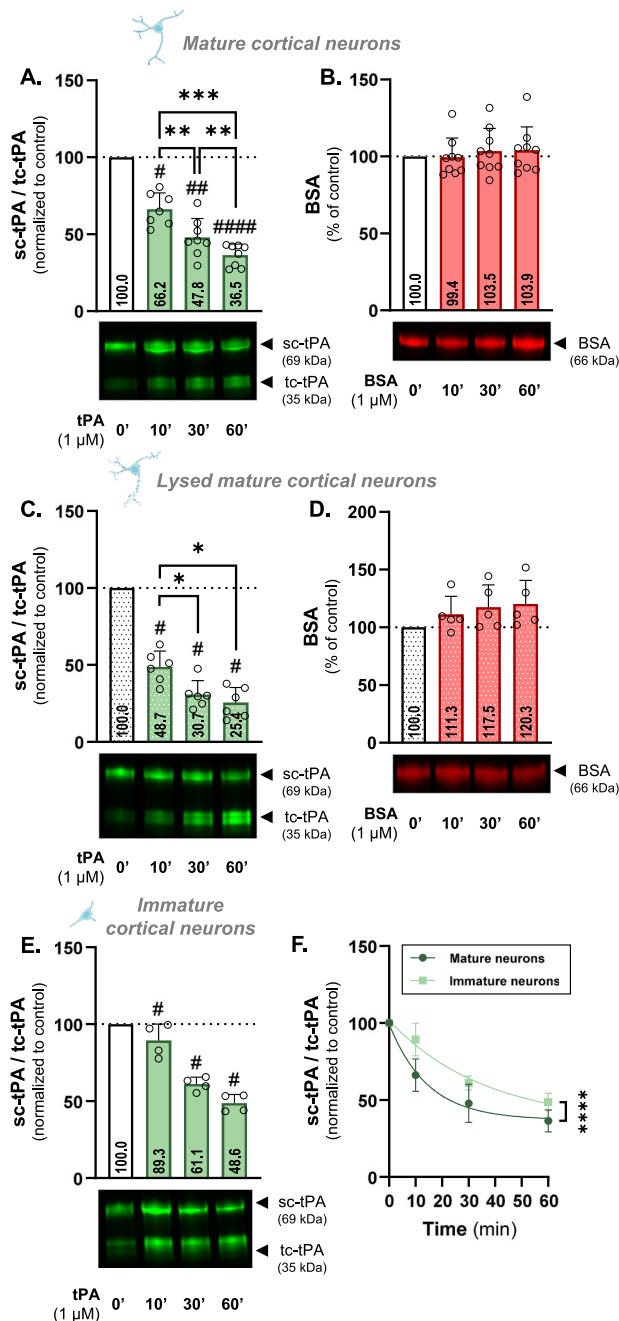 Mature cortical neurons
A.
sc-tPA / tc-tPA
(normalized to control)
150
100
50
0
***
** **
#
##
####
100.0
66.2
47.8
36.5
sc-tPA
(69 kDa)
tc-tPA
(35 kDa)
tPA
(1 µM)
0’ 10’ 30’ 60’
B.
BSA
(% of control)
150
100
50
0
100.0
99.4
103.5
103.9
BSA
(66 kDa)
BSA
(1 µM)
0’ 10’ 30’ 60’
Lysed mature cortical neurons
C.
sc-tPA / tc-tPA
(normalized to control)
150
100
50
0
*
*
#
#
#
100.0
48.7
30.7
25.4
sc-tPA
(69 kDa)
tc-tPA
(35 kDa)
tPA
(1 µM)
0’ 10’ 30’ 60’
D.
BSA
(% of control)
200
150
100
50
0
100.0
111.3
117.5
120.3
BSA
(66 kDa)
BSA
(1 µM)
0’ 10’ 30’ 60’
Immature
cortical neurons
E.
sc-tPA / tc-tPA
(normalized to control)
150
100
50
0
#
#
#
100.0
89.3
61.1
48.6
sc-tPA
(69 kDa)
tc-tPA
(35 kDa)
tPA
(1 µM)
0’ 10’ 30’ 60’
F.
sc-tPA / tc-tPA
(normalized to control)
150
100
50
0
Mature neurons
Immature neurons
****
0 10 20 30 40 50 60
Time (min)